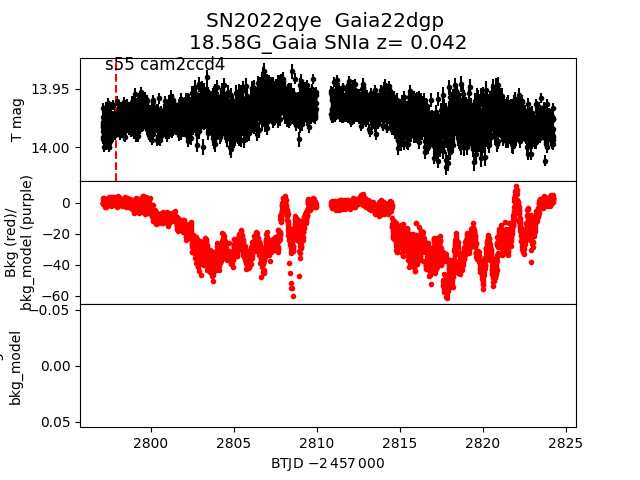 SN2022qye  Gaia22dgp
18.58G_Gaia SNIa z= 0.042
s55 cam2ccd4
T mag
13.95
14.00
Bkg (red)/
bkg_model (purple)
0
−20
−40
−60
bkg_model
−0.05
0.00
0.05
2800
2805
2810
2815
2820
2825
BTJD −2 457 000